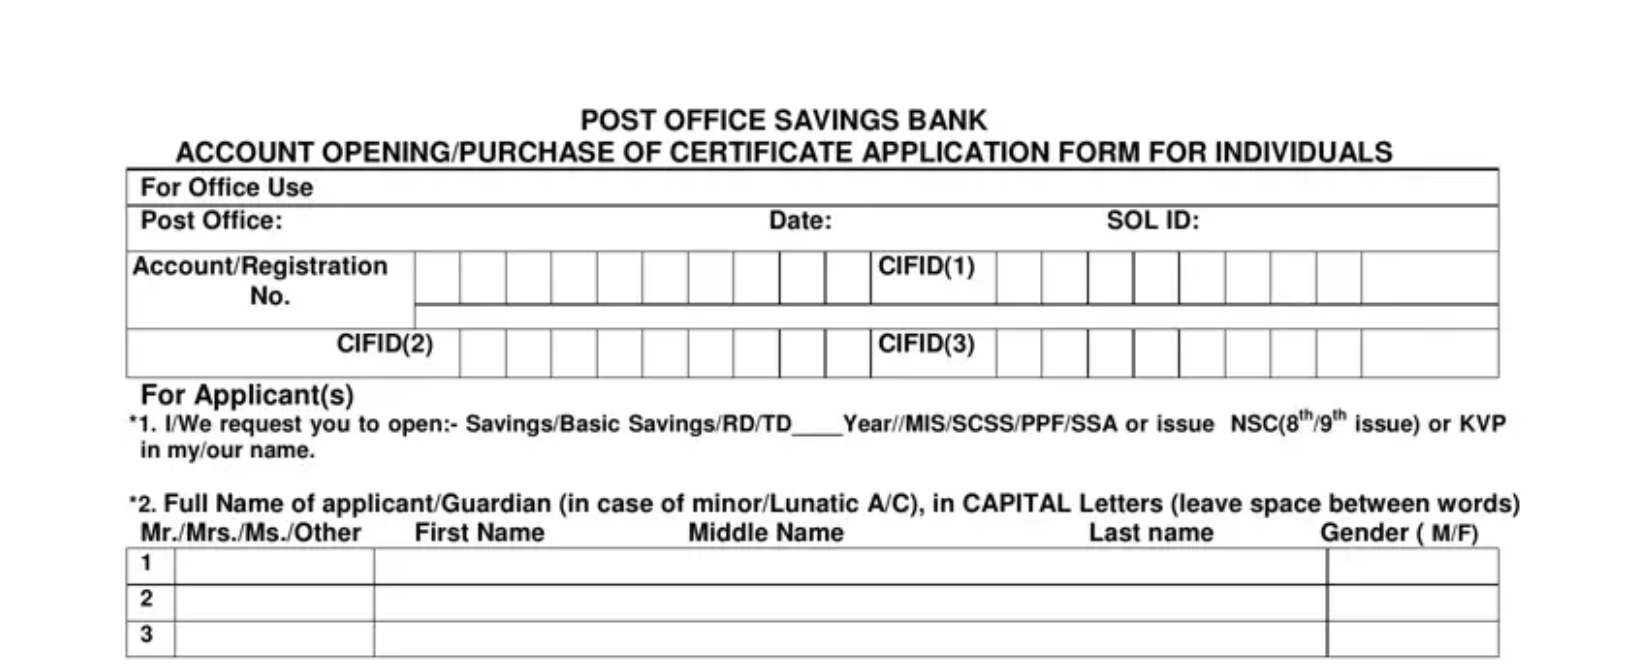 POST OFFICE SAVINGS BANK
ACCOUNT OPENING/PURCHASE OF CERTIFICATE APPLICATION FORM FOR INDIVIDUALS
For Office Use
Post Office: Date: SOL ID:
Account/Registration No. CIFID(1)
CIFID(2) CIFID(3)
For Applicant(s)
*1. I/We request you to open:- Savings/Basic Savings/RD/TD____Year//MIS/SCSS/PPF/SSA or issue NSC(8th/9th issue) or KVP
in my/our name.
*2. Full Name of applicant/Guardian (in case of minor/Lunatic A/C), in CAPITAL Letters (leave space between words)
Mr./Mrs./Ms./Other First Name Middle Name Last name Gender ( M/F)
1
2
3